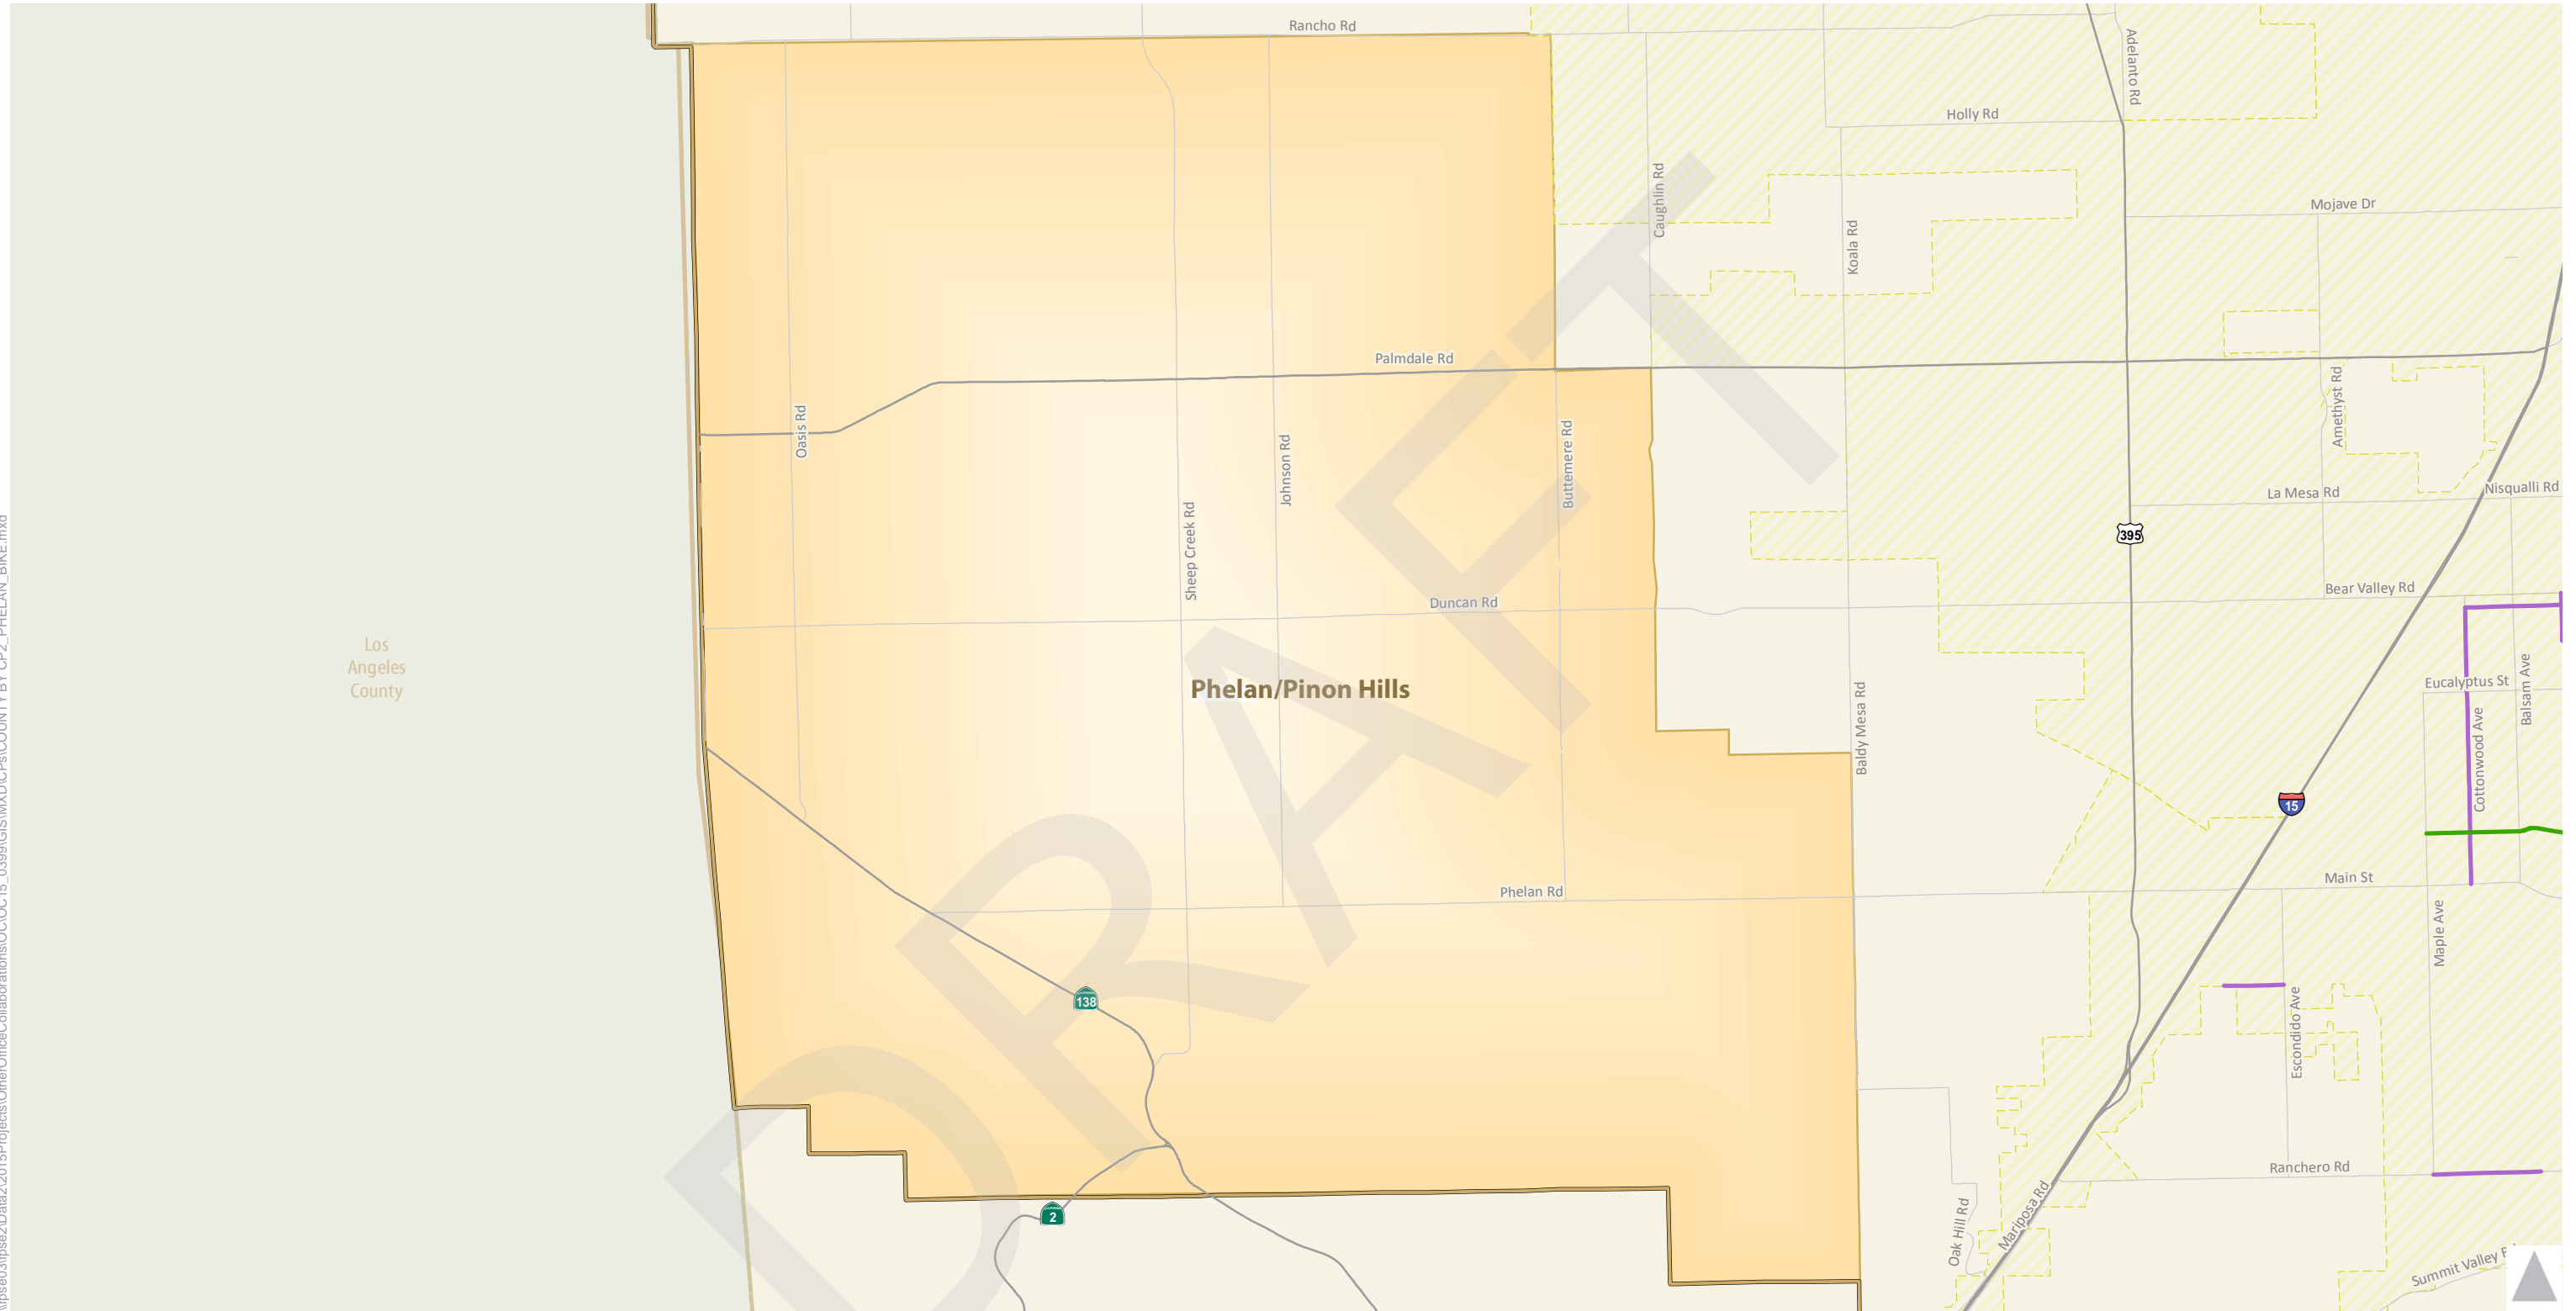 Rancho Rd
Adelanto Rd
Holly Rd
Caughlin Rd
Koala Rd
Mojave Dr
Palmdale Rd
Oasis Rd
Johnson Rd
Buttemere Rd
Amethyst Rd
La Mesa Rd
Nisqualli Rd
Sheep Creek Rd
395
Duncan Rd
Bear Valley Rd
Los
Angeles
County
Phelan/Pinon Hills
Baldy Mesa Rd
Eucalyptus St
Balsam Ave
Cottonwood Ave
15
Phelan Rd
Main St
Maple Ave
138
Escondido Ave
Ranchero Rd
2
Oak Hill Rd
Mariposa Rd
Summit Valley
DRAFT